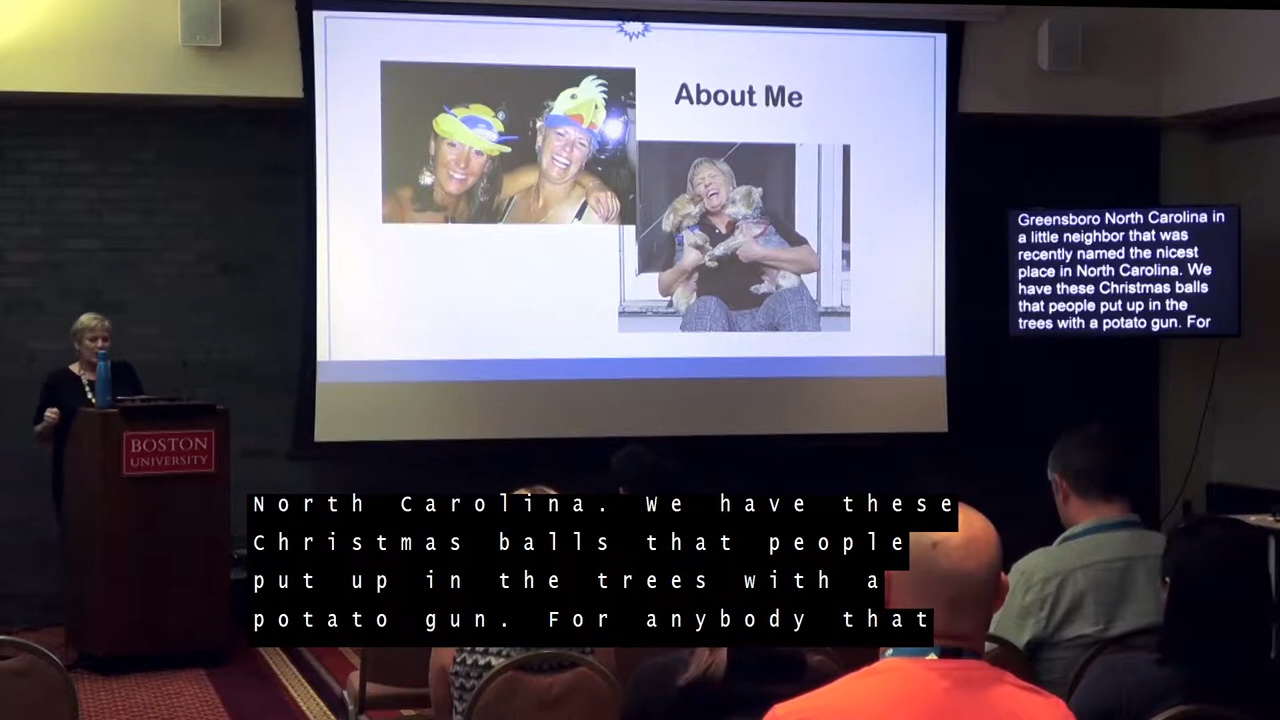 About Me
Greensboro North Carolina in
a little neighbor that was
recently named the nicest
place in North Carolina. We
have these Christmas balls
that people put up in the
trees with a potato gun. For
BOSTON
UNIVERSITY
North Carolina. We have these
Christmas balls that people
put up in the trees with a
potato gun. For anybody that